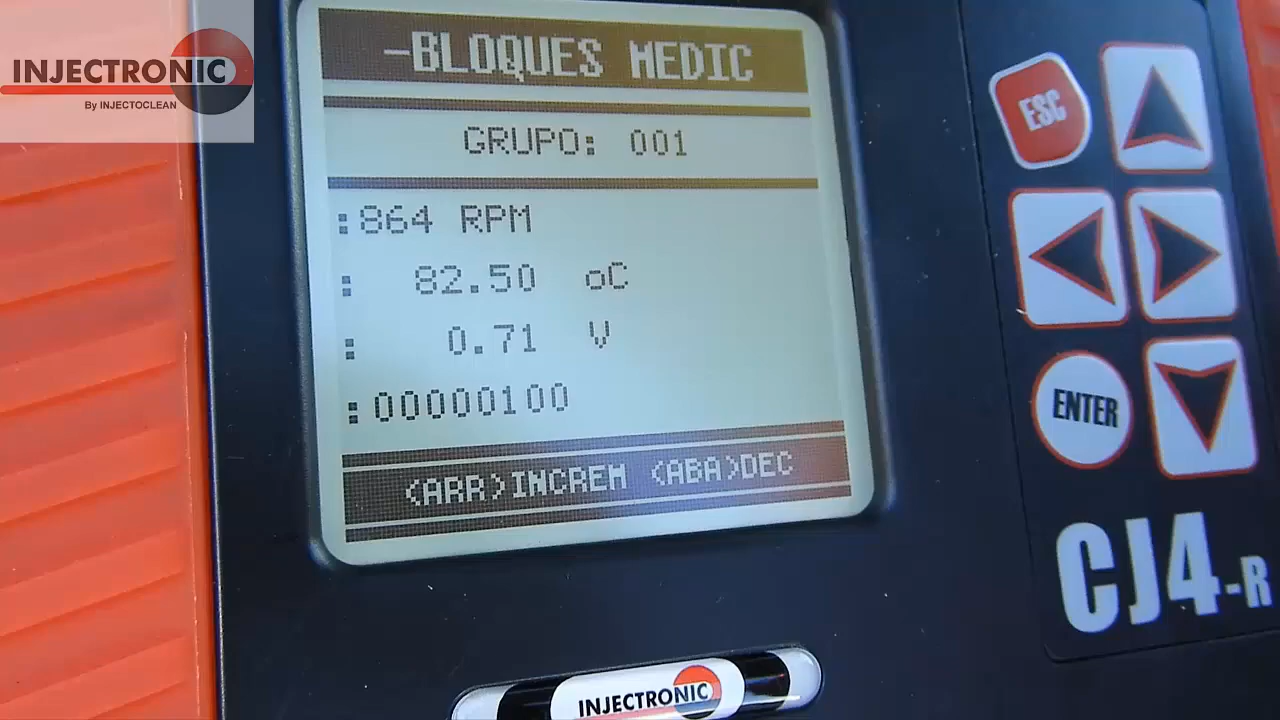 INJECTRONIC
By INJECTOCLEAN
-BLOQUES MEDIC
GRUPO: 001
:864 RPM
: 82.50 oC
: 0.71 V
:00000100
(ARR)INCREM (ABA)DEC
ESC
ENTER
CJ4-R
INJECTRONIC